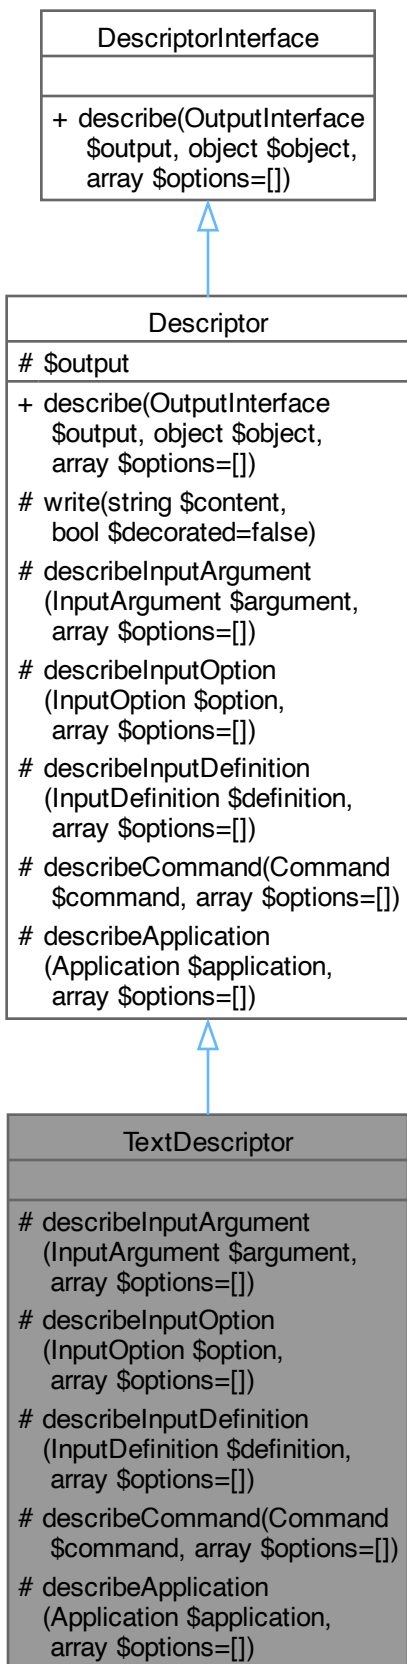 DescriptorInterface
+ describe(OutputInterface
$output, object $object,
array $options=[])
Descriptor
# $output
+ describe(OutputInterface
$output, object $object,
array $options=[])
# write(string $content,
bool $decorated=false)
# describeInputArgument
(InputArgument $argument,
array $options=[])
# describeInputOption
(InputOption $option,
array $options=[])
# describeInputDefinition
(InputDefinition $definition,
array $options=[])
# describeCommand(Command
$command, array $options=[])
# describeApplication
(Application $application,
array $options=[])
TextDescriptor
# describeInputArgument
(InputArgument $argument,
array $options=[])
# describeInputOption
(InputOption $option,
array $options=[])
# describeInputDefinition
(InputDefinition $definition,
array $options=[])
# describeCommand(Command
$command, array $options=[])
# describeApplication
(Application $application,
array $options=[])